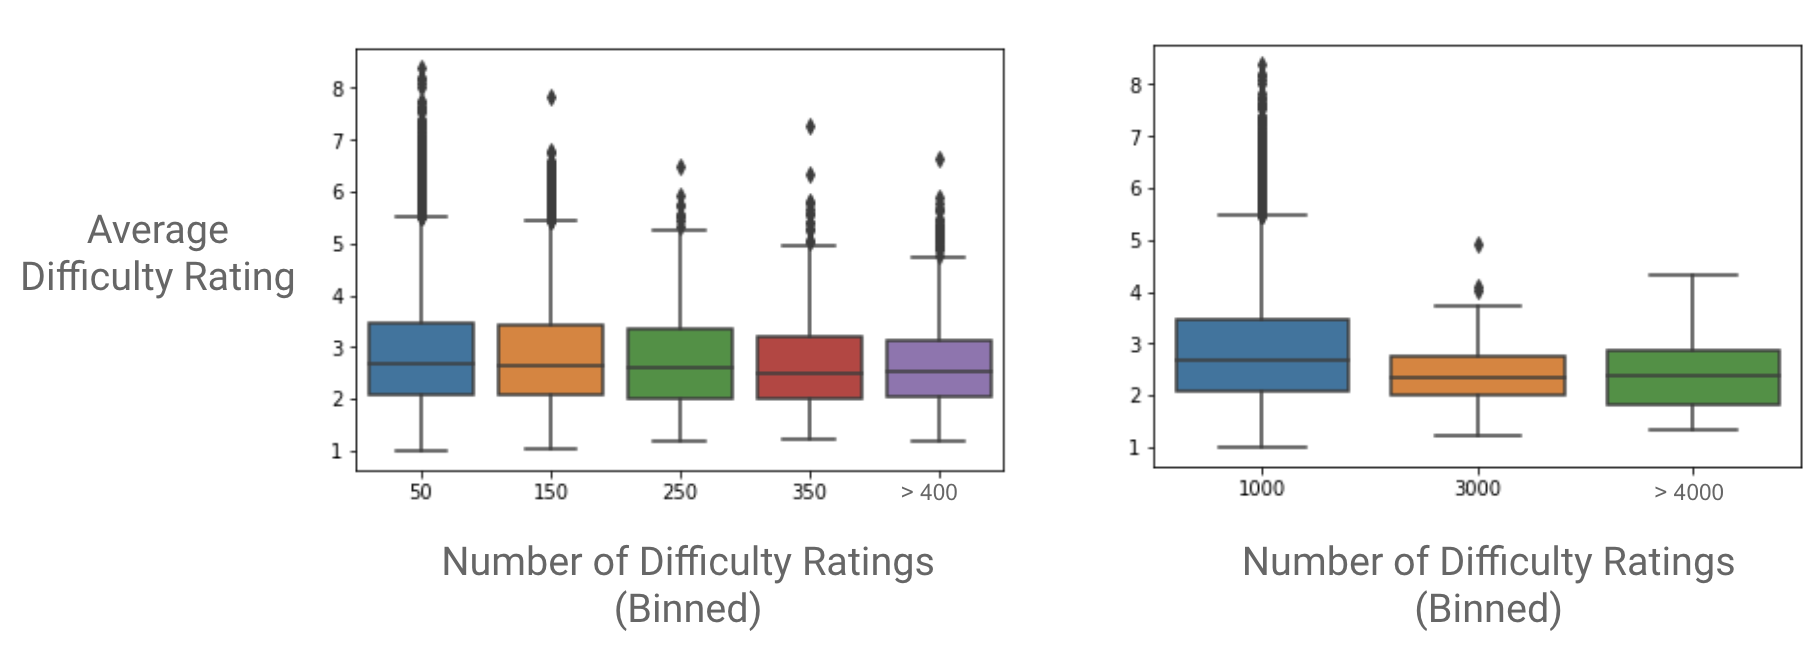 Average
Difficulty Rating
8
7
6
5
4
3
2
1
50 150 250 350 > 400
Number of Difficulty Ratings
(Binned)
8
7
6
5
4
3
2
1
1000 3000 > 4000
Number of Difficulty Ratings
(Binned)